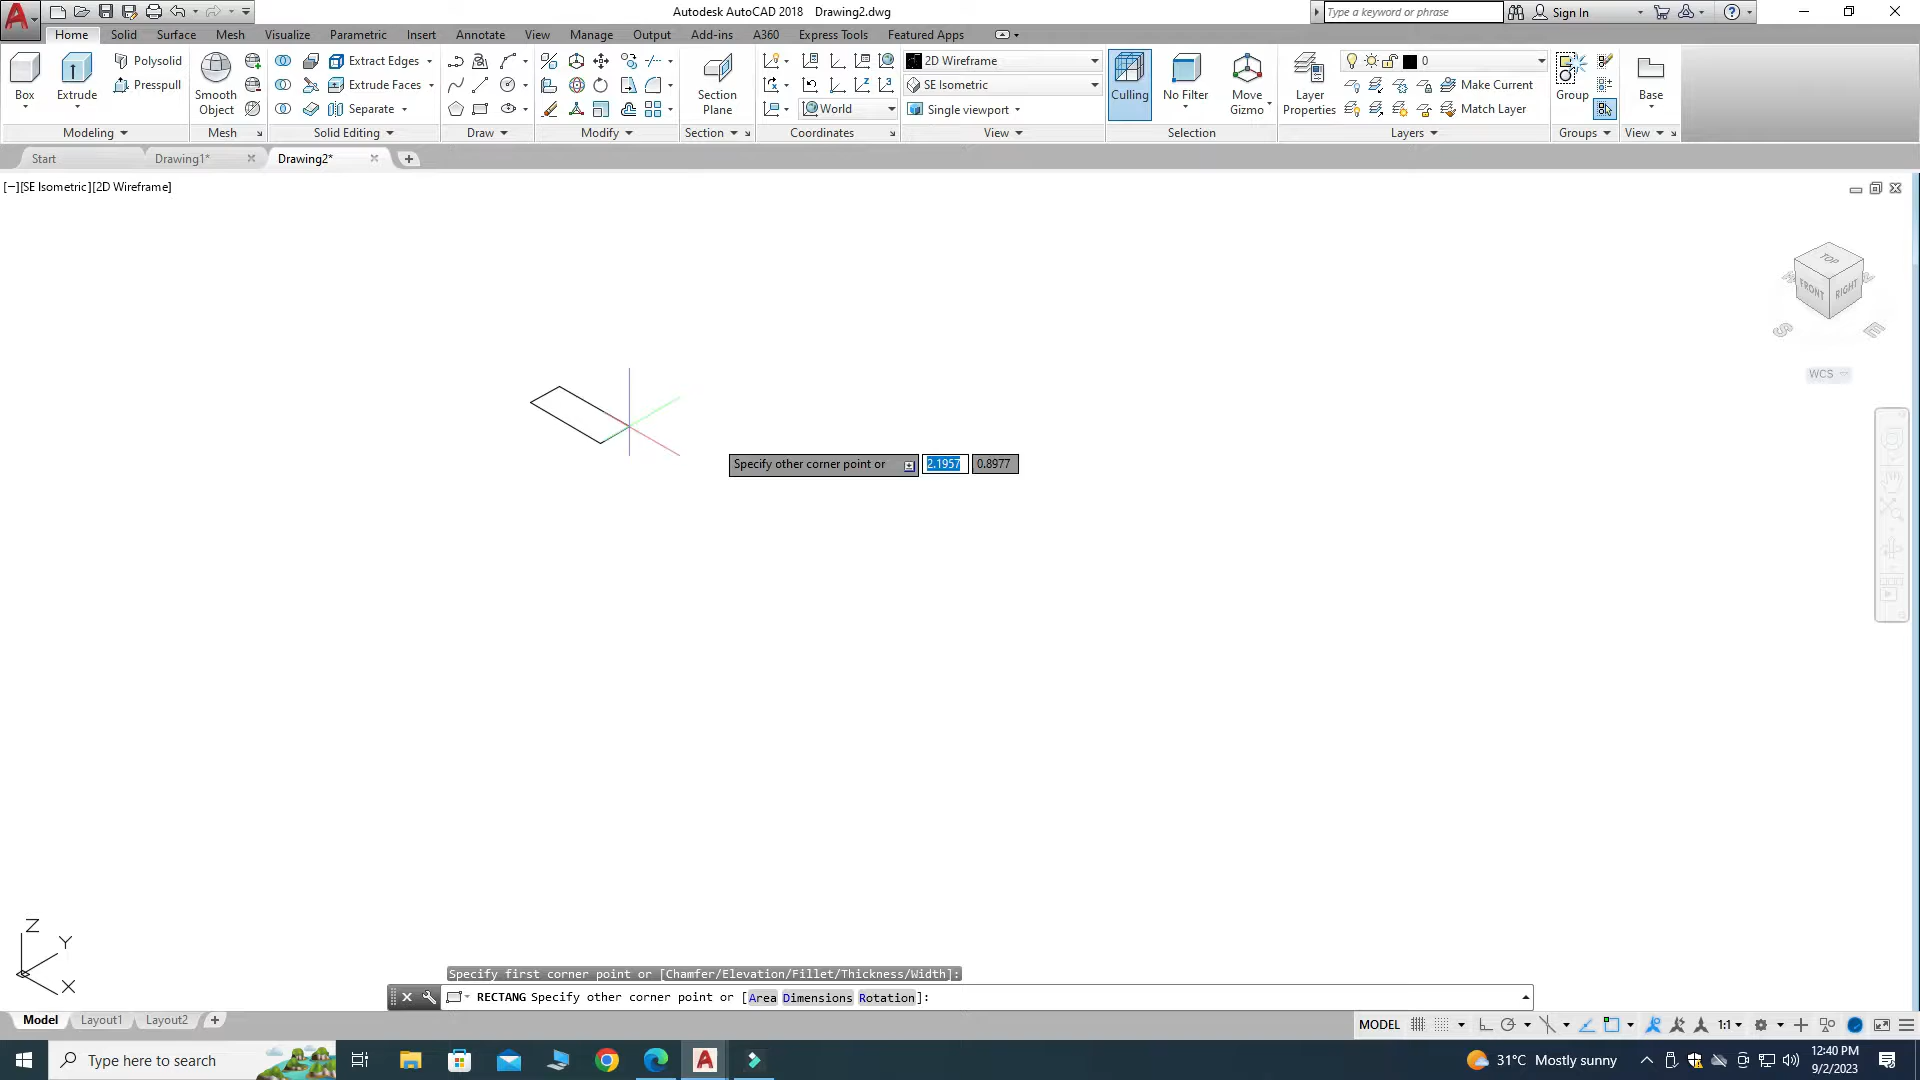 Autodesk AutoCAD 2018 Drawing2.dwg
Type a keyword or phrase
Sign In
Home Solid Surface Mesh Visualize Parametric Insert Annotate View Manage Output Add-ins A360 Express Tools Featured Apps
Box
Extrude
Polysolid
Presspull
Modeling
Smooth
Object
Mesh
Extract Edges
Extrude Faces
Separate
Solid Editing
Draw
Modify
Section
Plane
Section
World
Coordinates
2D Wireframe
SE Isometric
Single viewport
View
Culling
No Filter
Move
Gizmo
Selection
Layer
Properties
0
Make Current
Match Layer
Layers
Group
Groups
Base
View
Start
Drawing1*
Drawing2*
[−][SE Isometric][2D Wireframe]
TOP
FRONT
RIGHT
S
E
WCS
Specify other corner point or 2.1957 0.8977
Z
Y
X
Specify first corner point or [Chamfer/Elevation/Fillet/Thickness/Width]:
RECTANG Specify other corner point or [Area Dimensions Rotation]:
Model Layout1 Layout2
MODEL
1:1
Type here to search
31°C Mostly sunny
12:40 PM
9/2/2023